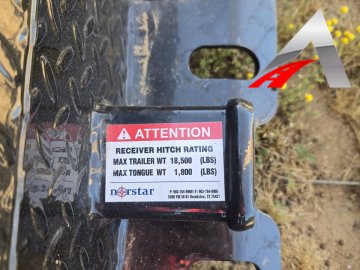 ATTENTION
RECEIVER HITCH RATING
MAX TRAILER WT 18,500 (LBS)
MAX TONGUE WT 1,800 (LBS)
norstar